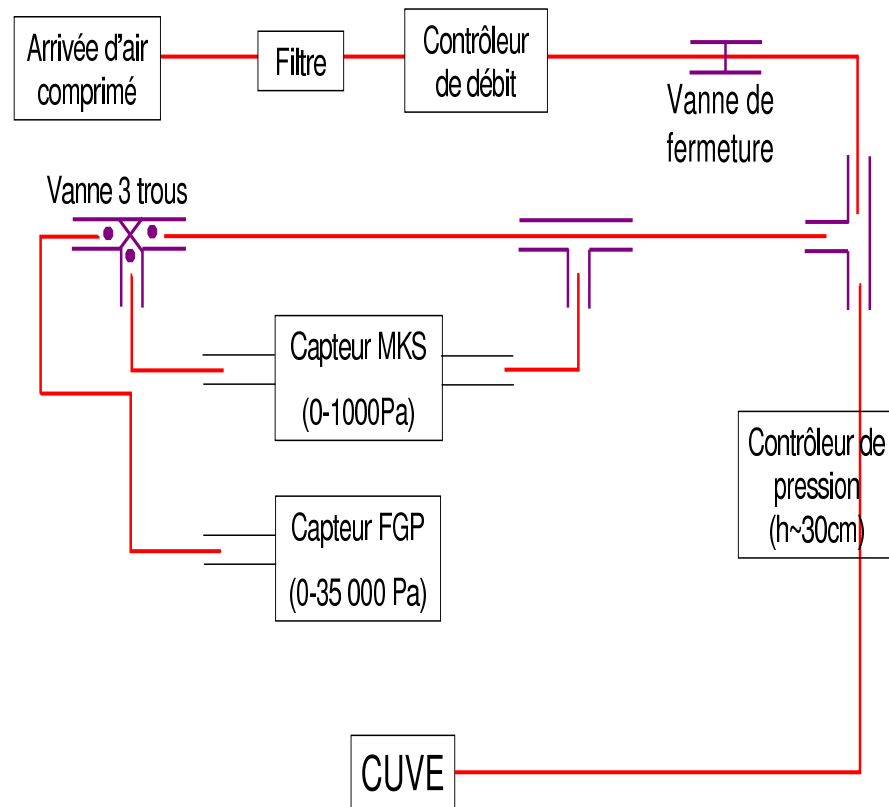 Arrivée d'air
comprimé
Filtre
Contrôleur
de débit
Vanne de
fermeture
Vanne 3 trous
Capteur MKS
(0-1000Pa)
Contrôleur de
pression
(h~30cm)
Capteur FGP
(0-35 000 Pa)
CUVE